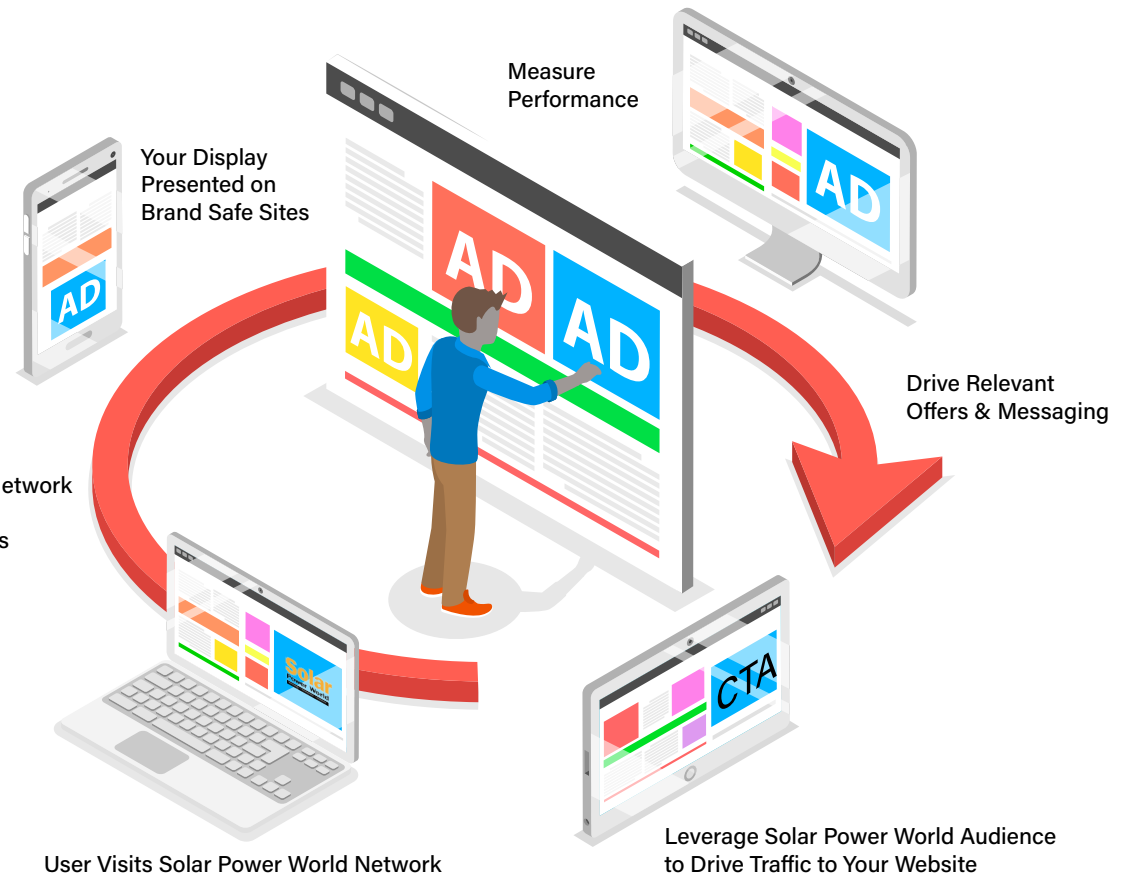 Measure
Performance
Your Display
Presented on
Brand Safe Sites
AD
AD
AD
AD
AD
Drive Relevant
Offers & Messaging
etwork
s
Solar
Power World
CTA
User Visits Solar Power World Network
Leverage Solar Power World Audience
to Drive Traffic to Your Website